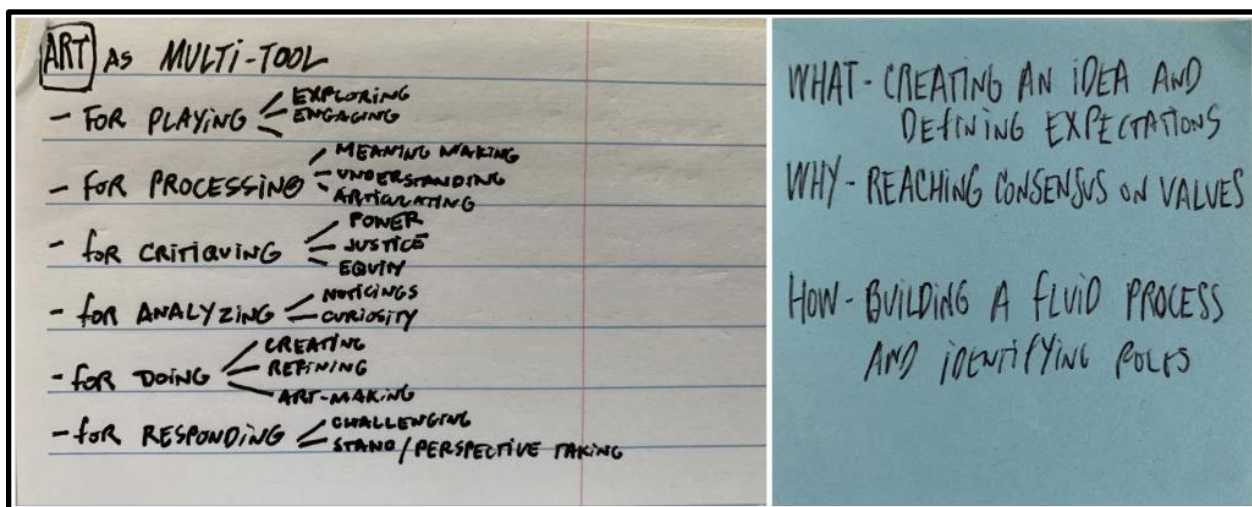 ART AS MULTI-TOOL
- FOR PLAYING
EXPLORING
ENGAGING
- FOR PROCESSING
MEANING MAKING
UNDERSTANDING
ARTICULATING
- for CRITIQUING
POWER
JUSTICE
EQUITY
- for ANALYZING
NOTICINGS
CURIOSITY
- for DOING
CREATING
REFINING
ART-MAKING
- for RESPONDING
CHALLENGING
STAND/PERSPECTIVE TAKING
WHAT - CREATING AN iDEA AND
DEfiNiNG EXPECTATIONS
WHY - REACHING CONSENSUS ON VALUES
HOW - BUILDING A fLUiD PROCESS
AND iDENTifYiNG ROLES